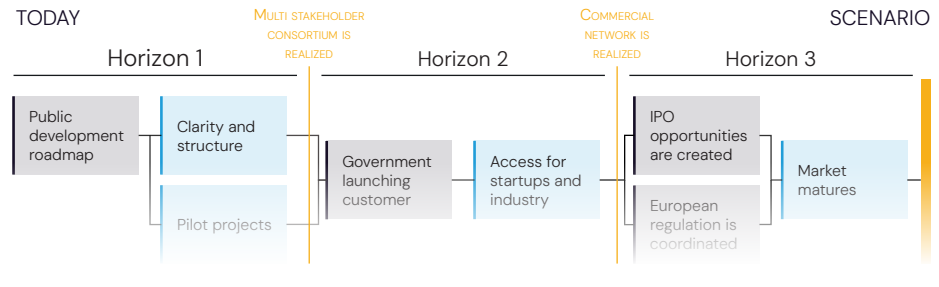 TODAY
MULTI STAKEHOLDER
CONSORTIUM IS
REALIZED
COMMERCIAL
NETWORK IS
REALIZED
SCENARIO
Horizon 1
Horizon 2
Horizon 3
Public
development
roadmap
Clarity and
structure
Pilot projects
Government
launching
customer
Access for
startups and
industry
IPO
opportunities
are created
European
regulation is
coordinated
Market
matures